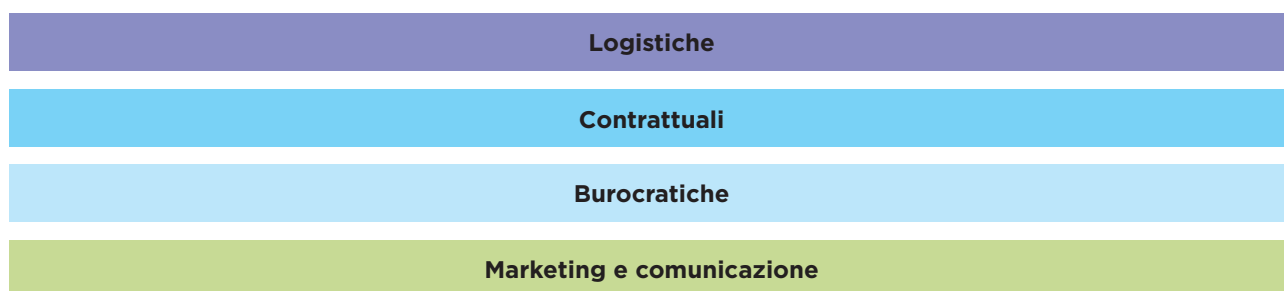 Logistiche
Contrattuali
Burocratiche
Marketing e comunicazione